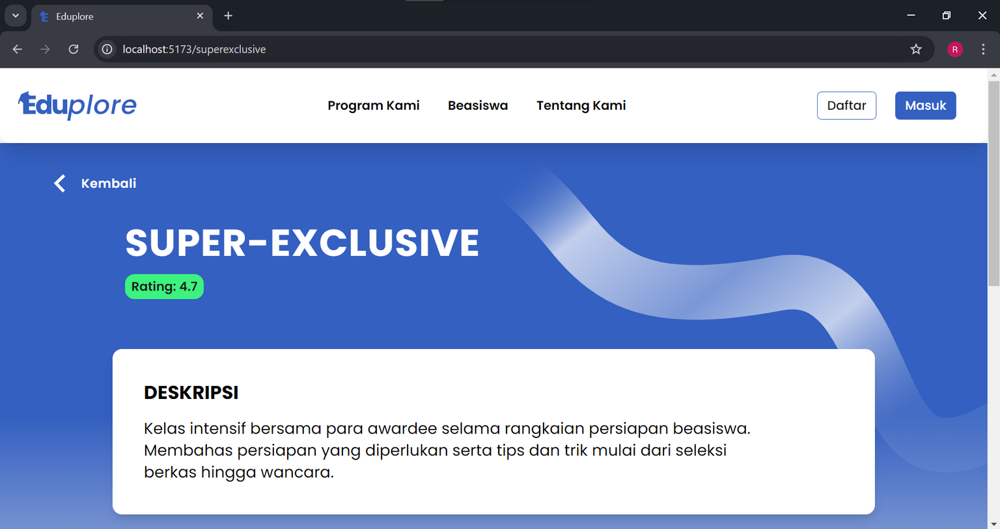 Eduplore
localhost:5173/superexclusive
R
Eduplore
Program Kami
Beasiswa
Tentang Kami
Daftar
Masuk
Kembali
SUPER-EXCLUSIVE
Rating: 4.7
DESKRIPSI
Kelas intensif bersama para awardee selama rangkaian persiapan beasiswa.
Membahas persiapan yang diperlukan serta tips dan trik mulai dari seleksi
berkas hingga wancara.